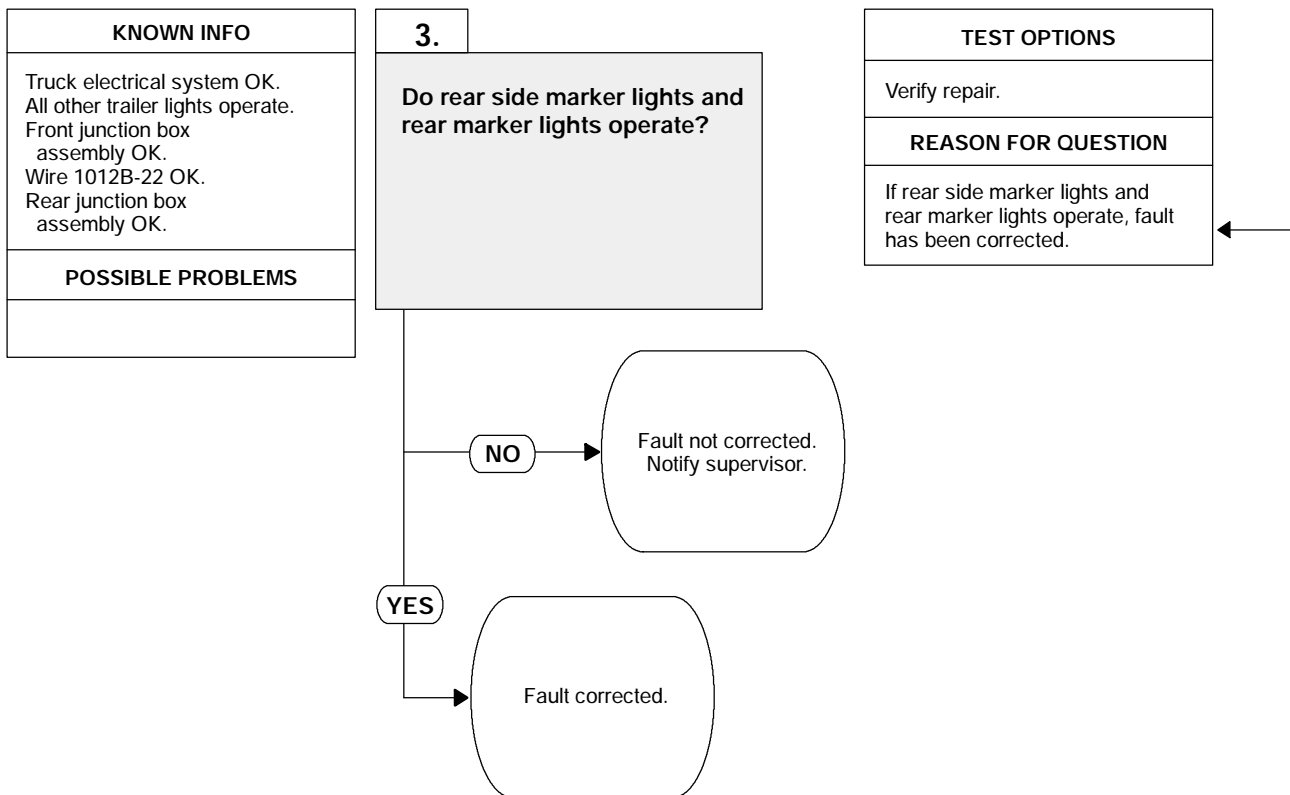 KNOWN INFO
Truck electrical system OK.
All other trailer lights operate.
Front junction box
assembly OK.
Wire 1012B-22 OK.
Rear junction box
assembly OK.
POSSIBLE PROBLEMS
3.
Do rear side marker lights and
rear marker lights operate?
TEST OPTIONS
Verify repair.
REASON FOR QUESTION
If rear side marker lights and
rear marker lights operate, fault
has been corrected.
NO
Fault not corrected.
Notify supervisor.
YES
Fault corrected.